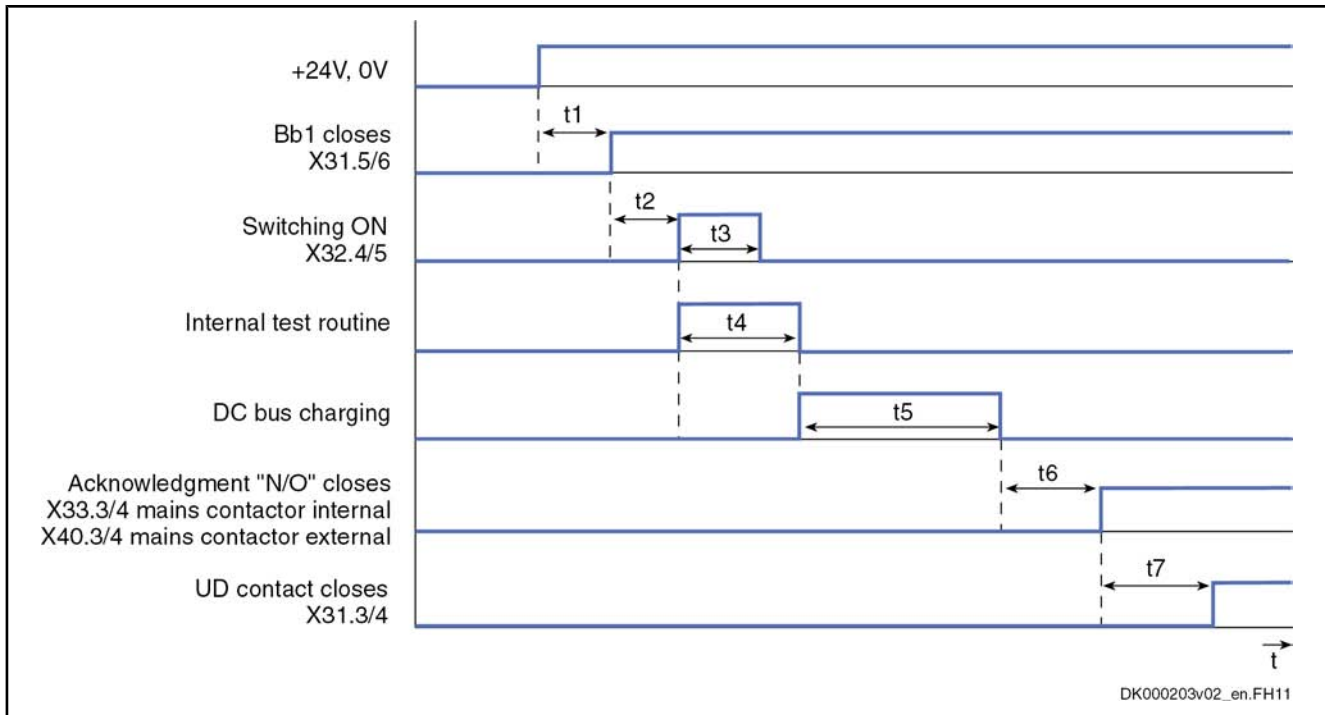 +24V, 0V
t1
Bb1 closes
X31.5/6
t2
Switching ON
X32.4/5
t3
Internal test routine
t4
DC bus charging
t5
Acknowledgment "N/O" closes
X33.3/4 mains contactor internal
X40.3/4 mains contactor external
t6
UD contact closes
X31.3/4
t7
t
DK000203v02_en.FH11